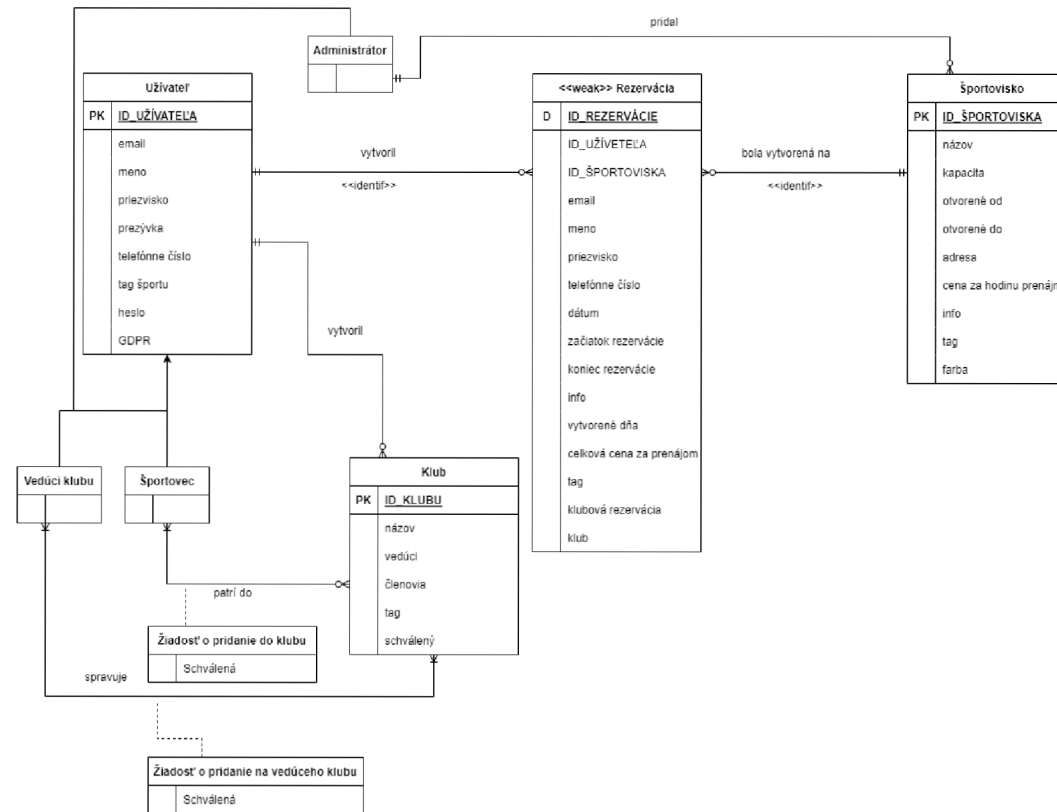 pridal
Administrátor
Užívateľ
PK ID_UŽÍVATEĽA
email
meno
priezvisko
prezývka
telefónne číslo
tag športu
heslo
GDPR
vytvoril
<<identif>>
<<weak>> Rezervácia
D ID_REZERVÁCIE
ID_UŽÍVETEĽA
ID_ŠPORTOVISKA
email
meno
priezvisko
telefónne číslo
dátum
začiatok rezervácie
koniec rezervácie
info
vytvorené dňa
celková cena za prenájom
tag
klubová rezervácia
klub
bola vytvorená na
<<identif>>
Športovisko
PK ID_ŠPORTOVISKA
názov
kapacita
otvorené od
otvorené do
adresa
cena za hodinu
info
tag
farba
vytvoril
Vedúci klubu
Športovec
Klub
PK ID_KLUBU
názov
vedúci
členovia
tag
schválený
patrí do
Žiadosť o pridanie do klubu
Schválená
spravuje
Žiadosť o pridanie na vedúceho klubu
Schválená